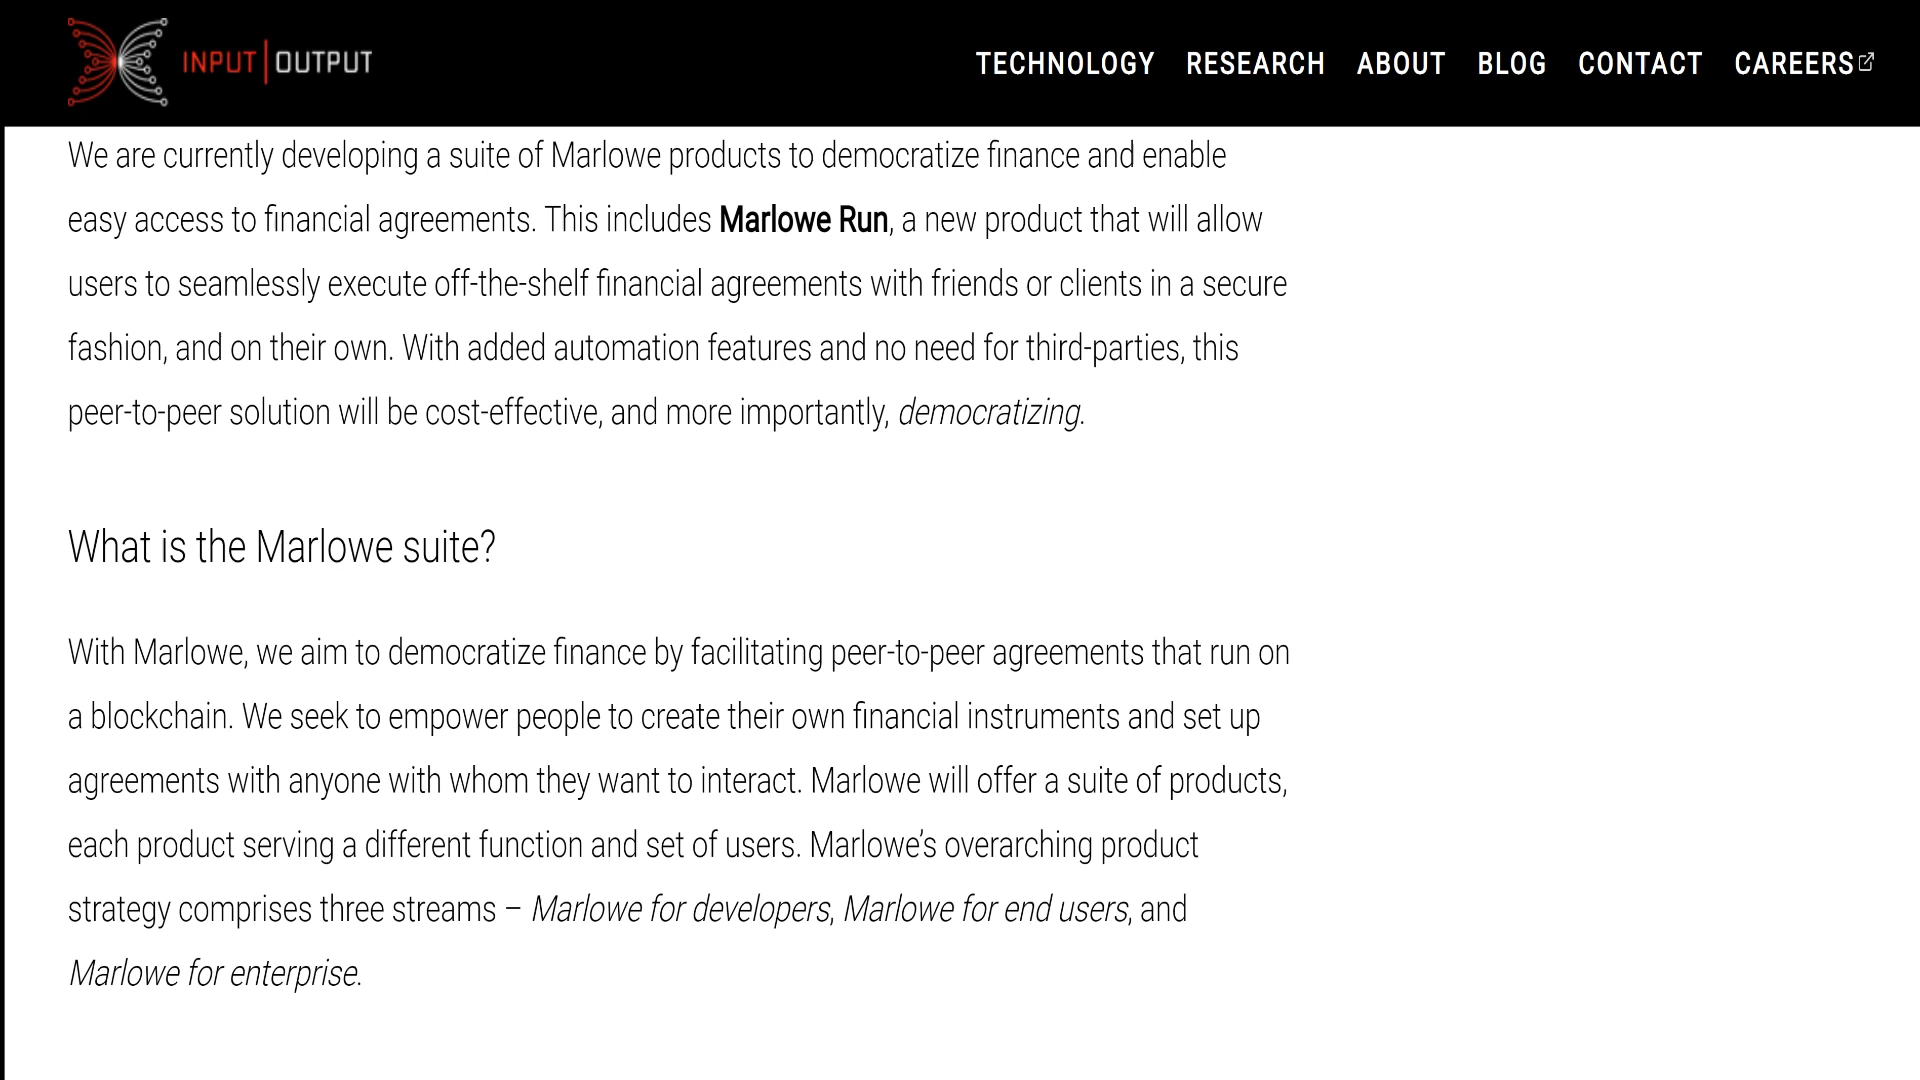 INPUT | OUTPUT
TECHNOLOGY RESEARCH ABOUT BLOG CONTACT CAREERS
We are currently developing a suite of Marlowe products to democratize finance and enable
easy access to financial agreements. This includes Marlowe Run, a new product that will allow
users to seamlessly execute off-the-shelf financial agreements with friends or clients in a secure
fashion, and on their own. With added automation features and no need for third-parties, this
peer-to-peer solution will be cost-effective, and more importantly, democratizing.
What is the Marlowe suite?
With Marlowe, we aim to democratize finance by facilitating peer-to-peer agreements that run on
a blockchain. We seek to empower people to create their own financial instruments and set up
agreements with anyone with whom they want to interact. Marlowe will offer a suite of products,
each product serving a different function and set of users. Marlowe’s overarching product
strategy comprises three streams – Marlowe for developers, Marlowe for end users, and
Marlowe for enterprise.